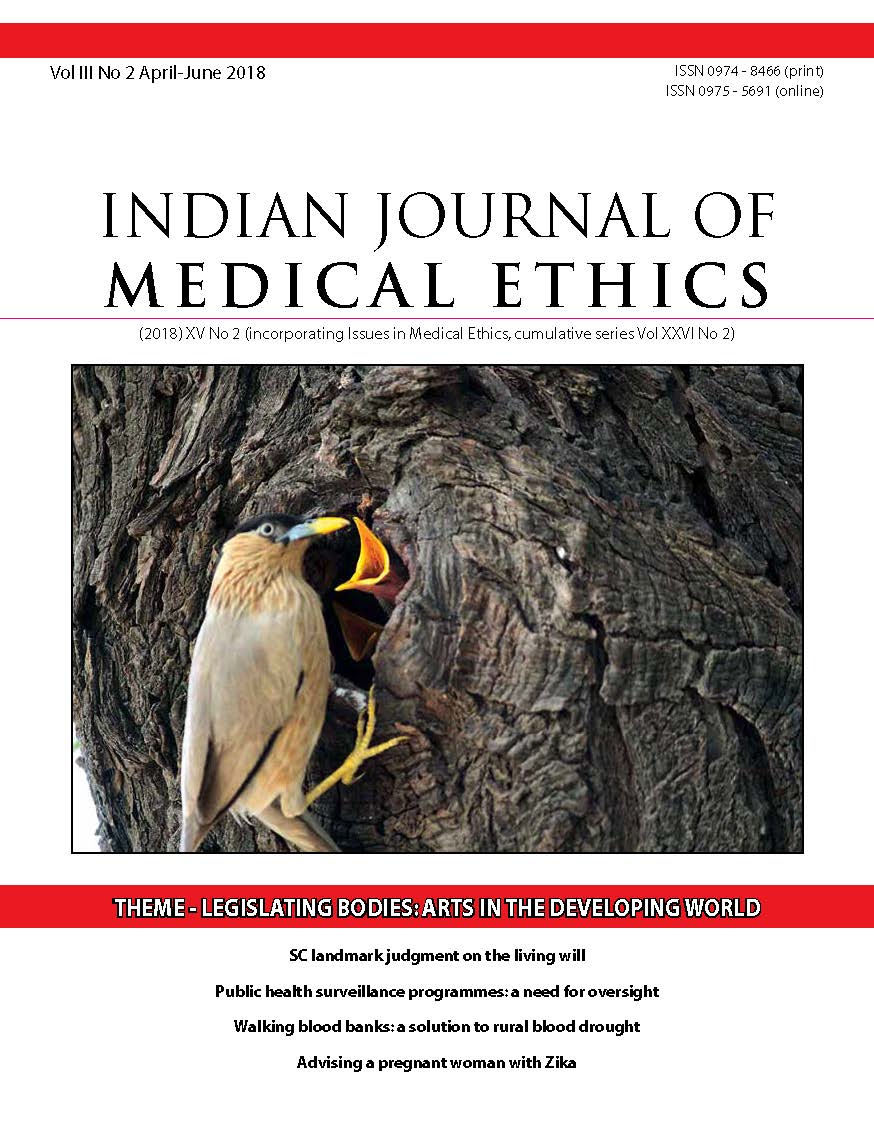 Vol III No 2 April-June 2018
ISSN 0974 - 8466 (print)
ISSN 0975 - 5691 (online)
INDIAN JOURNAL OF
MEDICAL ETHICS
(2018) XV No 2 (incorporating Issues in Medical Ethics, cumulative series Vol XXVI No 2)
THEME - LEGISLATING BODIES: ARTS IN THE DEVELOPING WORLD
SC landmark judgment on the living will
Public health surveillance programmes: a need for oversight
Walking blood banks: a solution to rural blood drought
Advising a pregnant woman with Zika